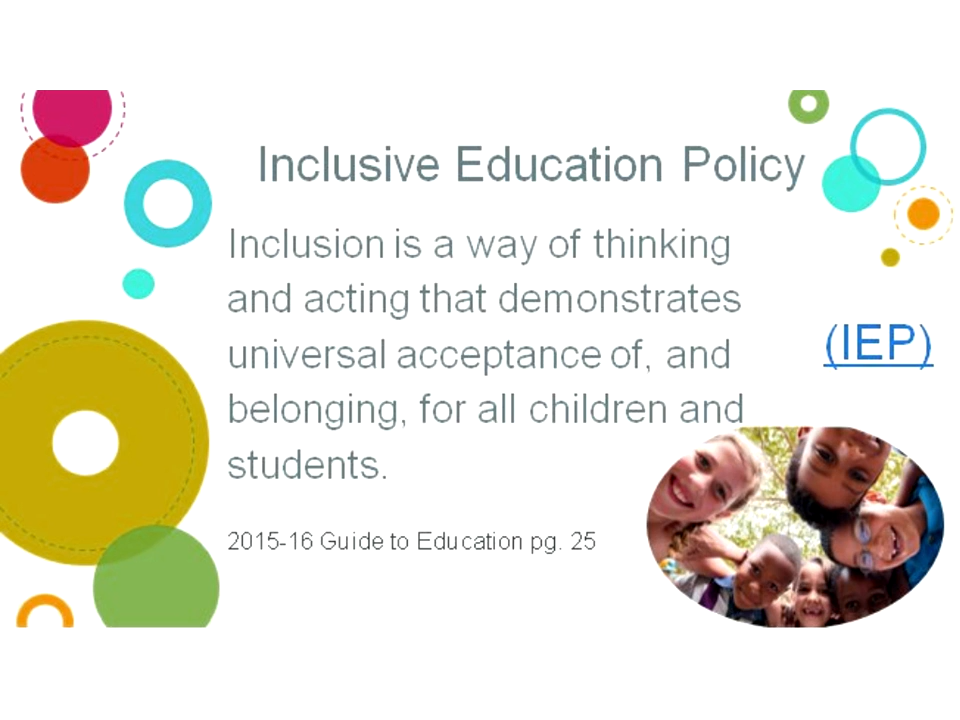 Inclusive Education Policy
Inclusion is a way of thinking
and acting that demonstrates
universal acceptance of, and
belonging, for all children and
students.
(IEP)
2015-16 Guide to Education pg. 25